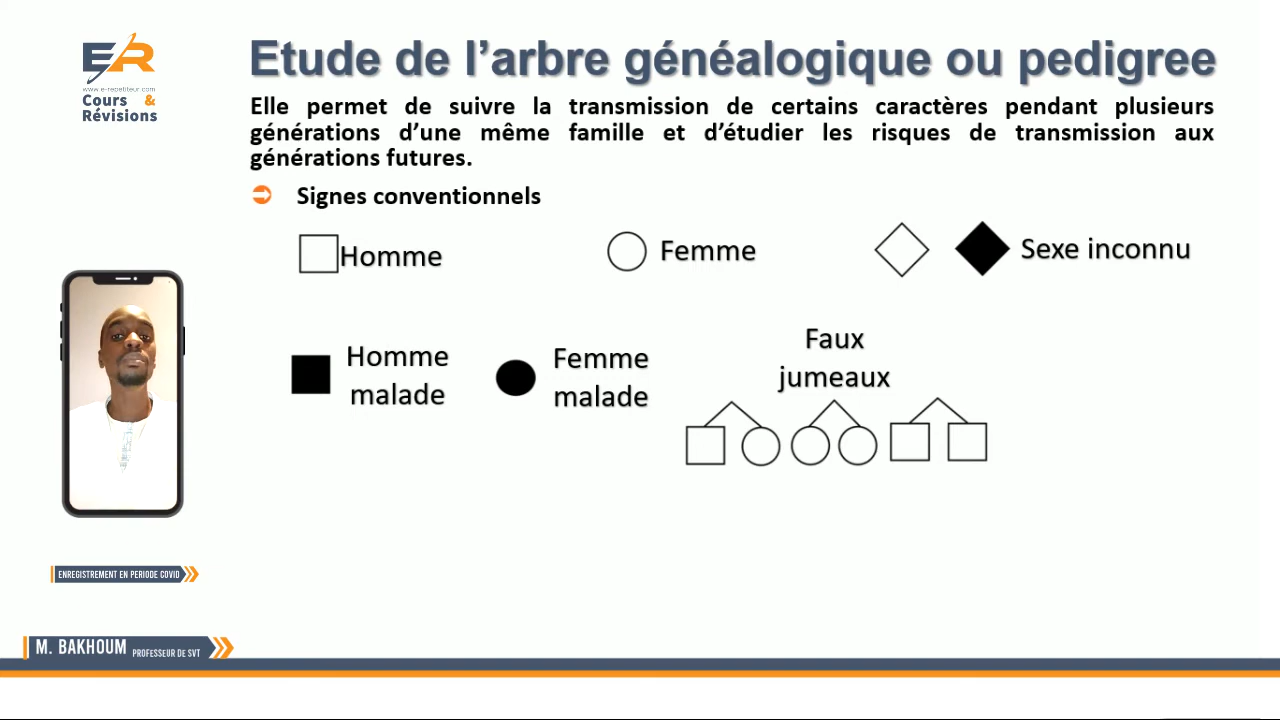 Etude de l’arbre généalogique ou pedigree
ER
www.e-repetiteur.com
Cours &
Révisions
Elle permet de suivre la transmission de certains caractères pendant plusieurs
générations d’une même famille et d’étudier les risques de transmission aux
générations futures.
Signes conventionnels
Homme
Femme
Sexe inconnu
Homme
malade
Femme
malade
Faux
jumeaux
ENREGISTREMENT EN PERIODE COVID
M. BAKHOUM PROFESSEUR DE SVT